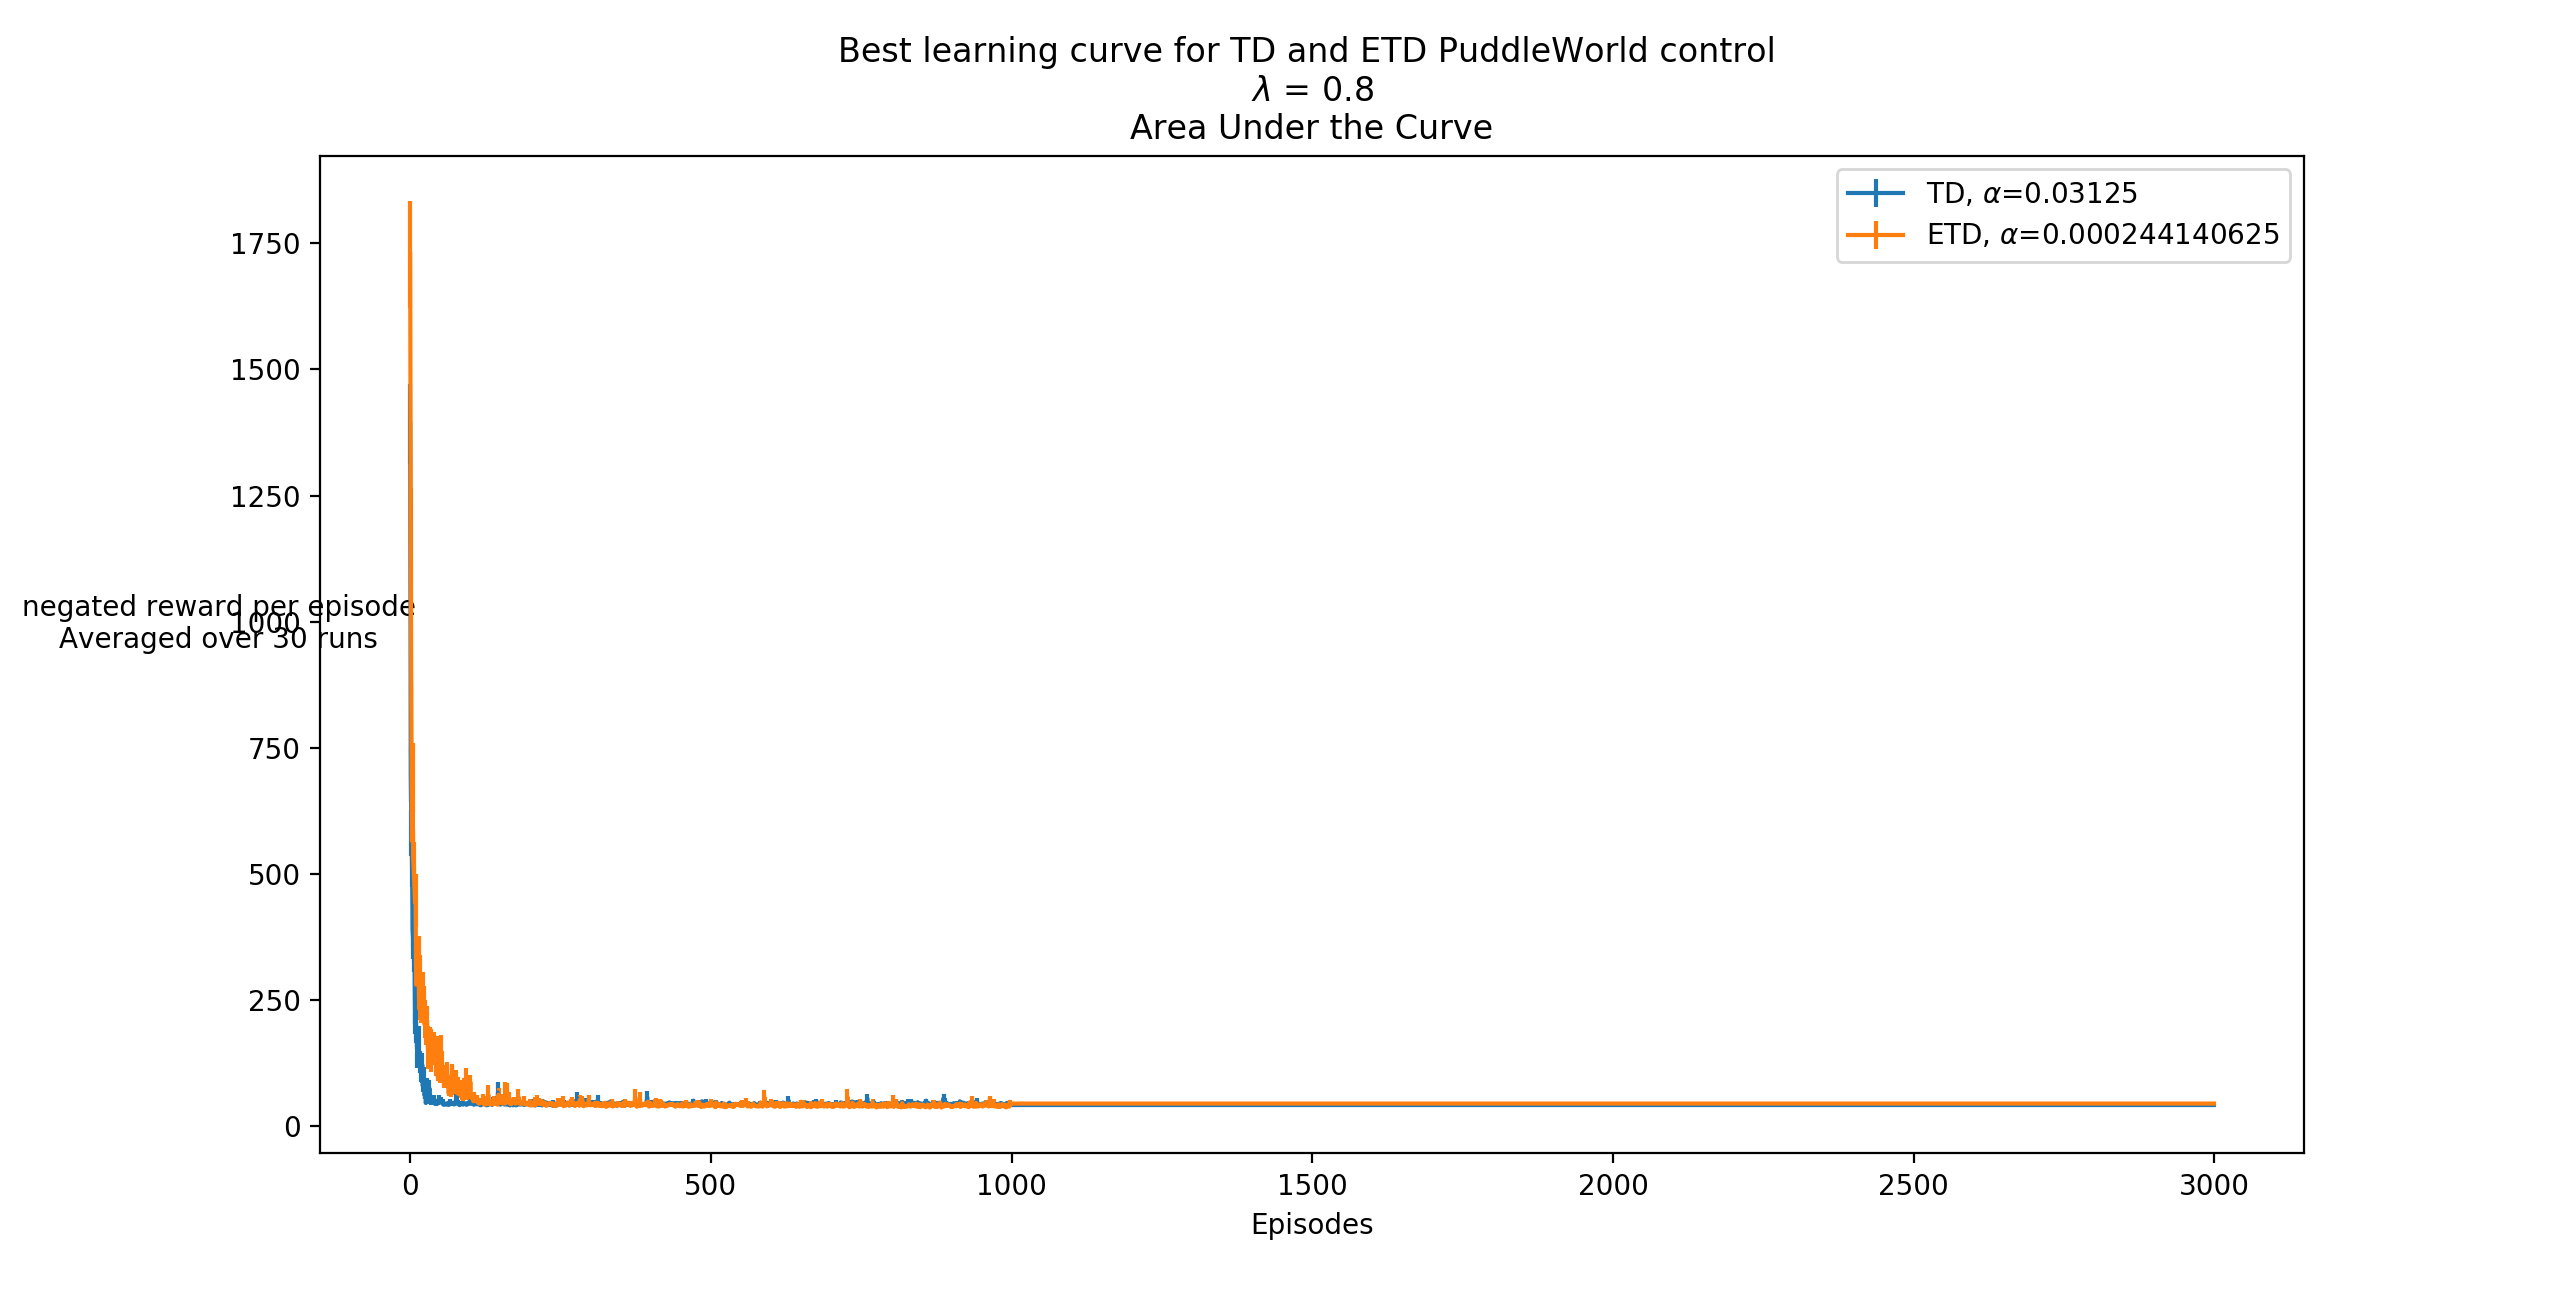 Best learning curve for TD and ETD PuddleWorld control
λ = 0.8
Area Under the Curve
TD, α=0.03125
ETD, α=0.000244140625
1750
1500
1250
negated reward per episode
1000
Averaged over 30 runs
750
500
250
0
0 500 1000 1500 2000 2500 3000
Episodes